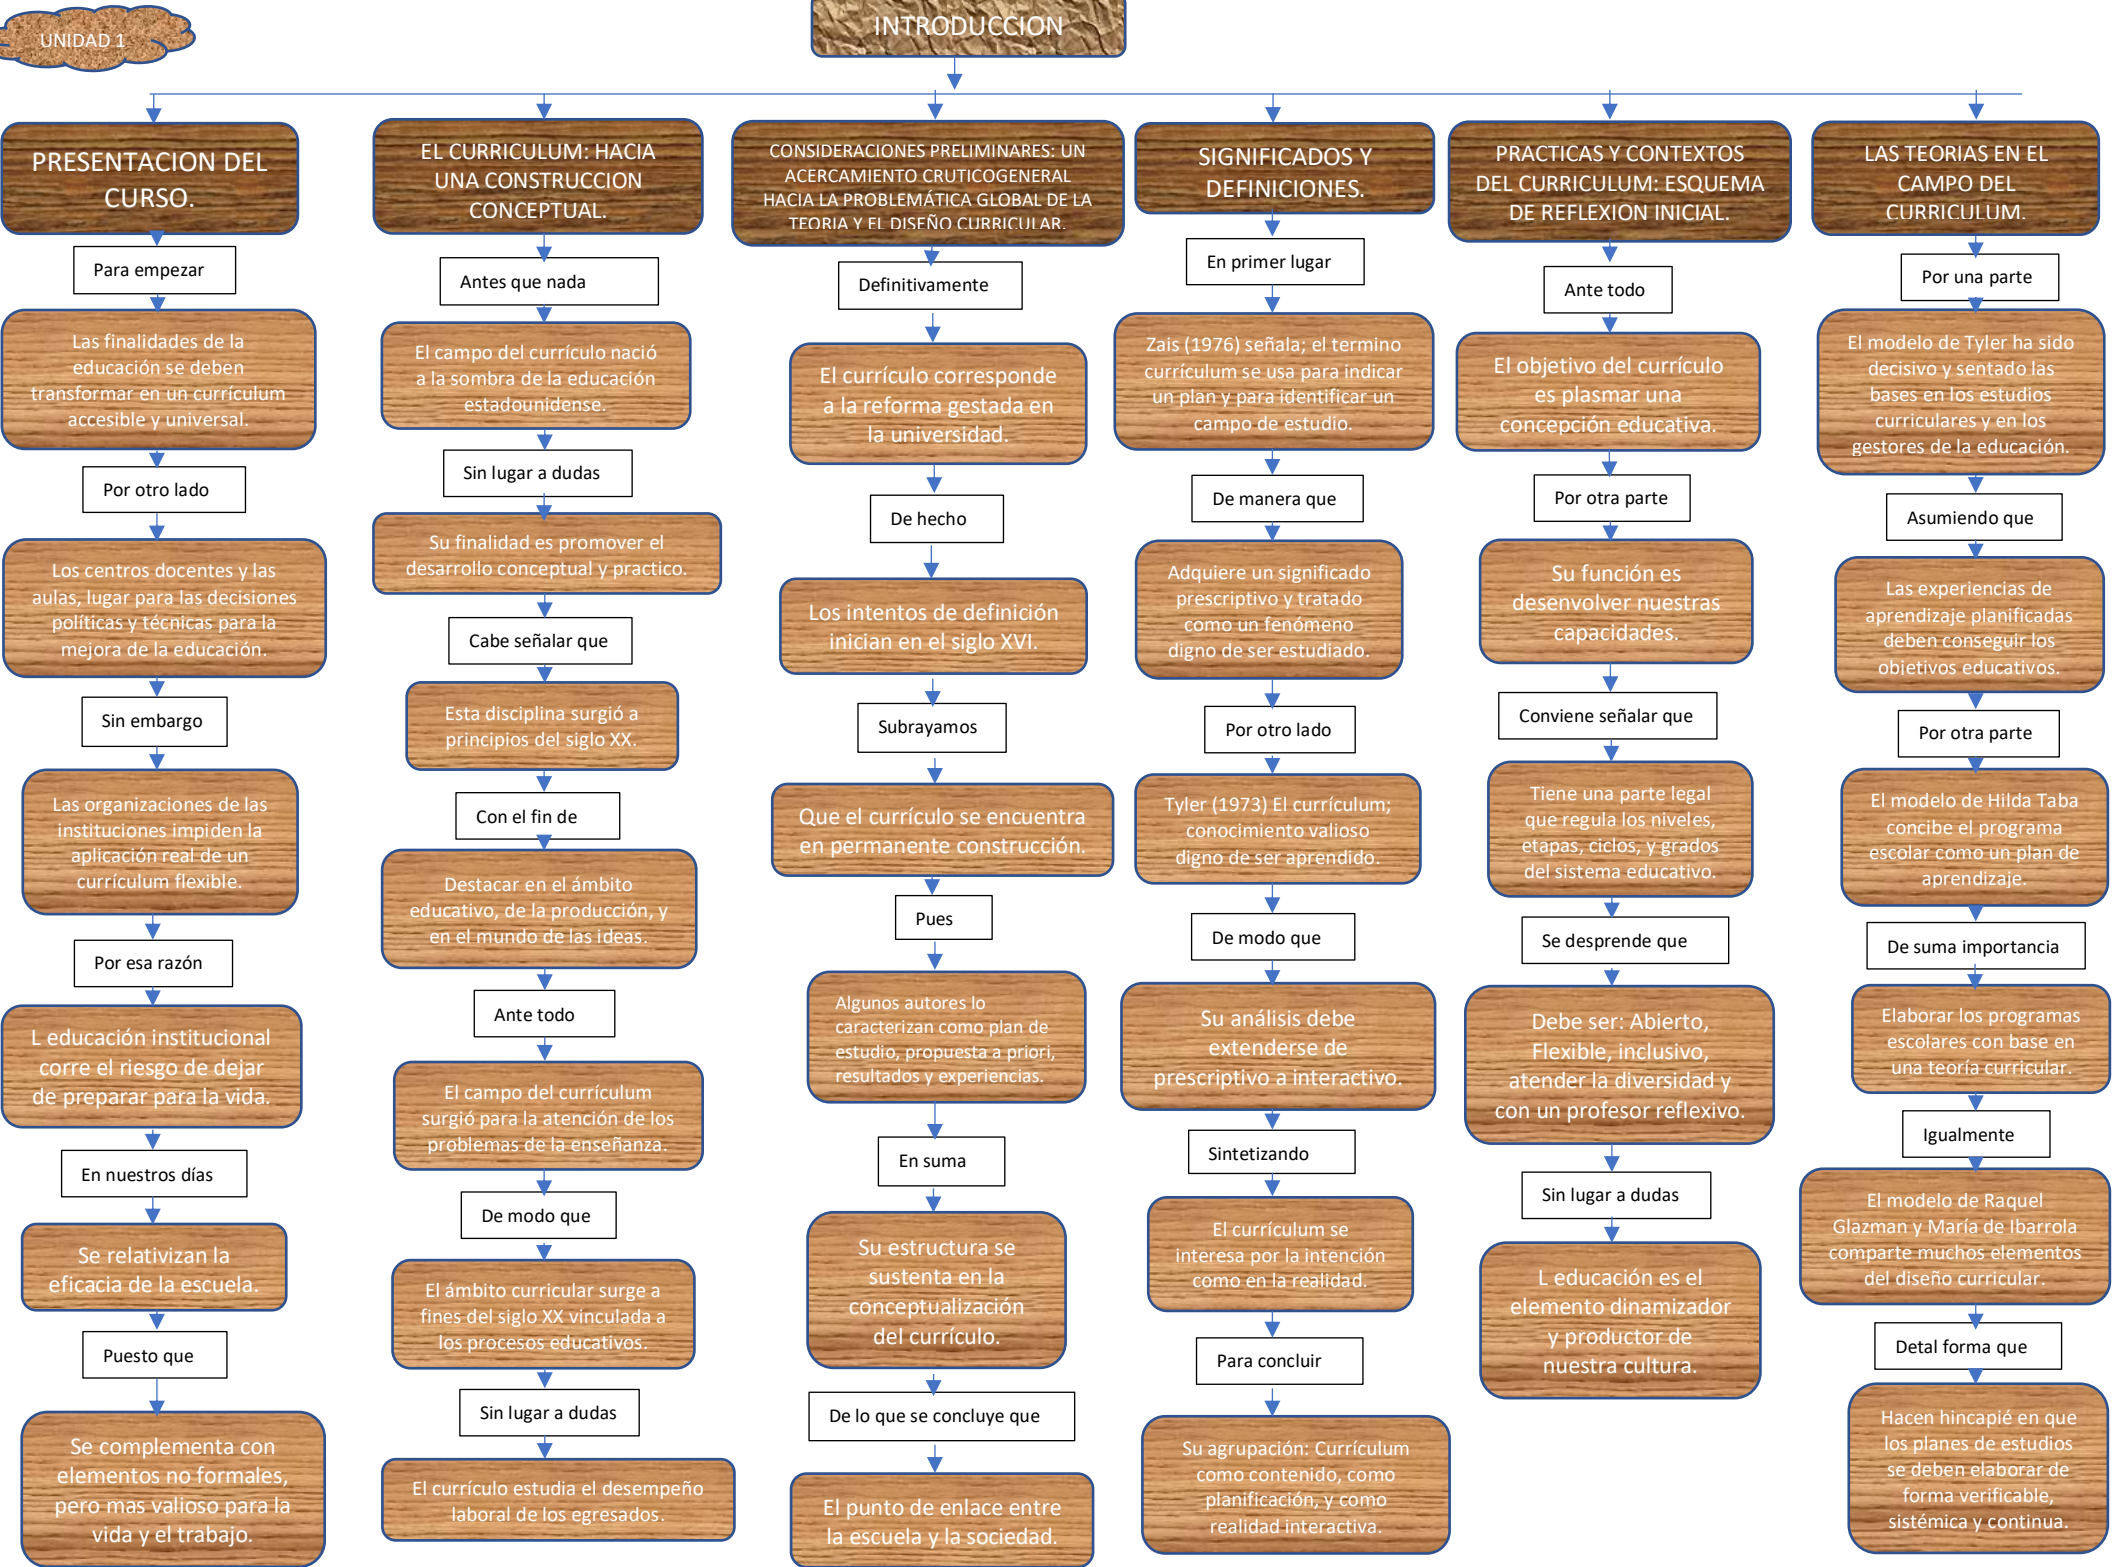 UNIDAD 1
INTRODUCCION
PRESENTACION DEL
CURSO.
Para empezar
Las finalidades de la
educación se deben
transformar en un currículum
accesible y universal.
Por otro lado
Los centros docentes y las
aulas, lugar para las decisiones
políticas y técnicas para la
mejora de la educación.
Sin embargo
Las organizaciones de las
instituciones impiden la
aplicación real de un
currículum flexible.
Por esa razón
L educación institucional
corre el riesgo de dejar
de preparar para la vida.
En nuestros días
Se relativizan la
eficacia de la escuela.
Puesto que
Se complementa con
elementos no formales,
pero mas valioso para la
vida y el trabajo.
EL CURRICULUM: HACIA
UNA CONSTRUCCION
CONCEPTUAL.
Antes que nada
El campo del currículo nació
a la sombra de la educación
estadounidense.
Sin lugar a dudas
Su finalidad es promover el
desarrollo conceptual y practico.
Cabe señalar que
Esta disciplina surgió a
principios del siglo XX.
Con el fin de
Destacar en el ámbito
educativo, de la producción, y
en el mundo de las ideas.
Ante todo
El campo del currículum
surgió para la atención de los
problemas de la enseñanza.
De modo que
El ámbito curricular surge a
fines del siglo XX vinculada a
los procesos educativos.
Sin lugar a dudas
El currículo estudia el desempeño
laboral de los egresados.
CONSIDERACIONES PRELIMINARES: UN
ACERCAMIENTO CRUTICOGENERAL
HACIA LA PROBLEMÁTICA GLOBAL DE LA
TEORIA Y EL DISEÑO CURRICULAR.
Definitivamente
El currículo corresponde
a la reforma gestada en
la universidad.
De hecho
Los intentos de definición
inician en el siglo XVI.
Subrayamos
Que el currículo se encuentra
en permanente construcción.
Pues
Algunos autores lo
caracterizan como plan de
estudio, propuesta a priori,
resultados y experiencias.
En suma
Su estructura se
sustenta en la
conceptualización
del currículo.
De lo que se concluye que
El punto de enlace entre
la escuela y la sociedad.
SIGNIFICADOS Y
DEFINICIONES.
En primer lugar
Zais (1976) señala; el termino
currículum se usa para indicar
un plan y para identificar un
campo de estudio.
De manera que
Adquiere un significado
prescriptivo y tratado
como un fenómeno
digno de ser estudiado.
Por otro lado
Tyler (1973) El currículum;
conocimiento valioso
digno de ser aprendido.
De modo que
Su análisis debe
extenderse de
prescriptivo a interactivo.
Sintetizando
El currículum se
interesa por la intención
como en la realidad.
Para concluir
Su agrupación: Currículum
como contenido, como
planificación, y como
realidad interactiva.
PRACTICAS Y CONTEXTOS
DEL CURRICULUM: ESQUEMA
DE REFLEXION INICIAL.
Ante todo
El objetivo del currículo
es plasmar una
concepción educativa.
Por otra parte
Su función es
desenvolver nuestras
capacidades.
Conviene señalar que
Tiene una parte legal
que regula los niveles,
etapas, ciclos, y grados
del sistema educativo.
Se desprende que
Debe ser: Abierto,
Flexible, inclusivo,
atender la diversidad y
con un profesor reflexivo.
Sin lugar a dudas
L educación es el
elemento dinamizador
y productor de
nuestra cultura.
LAS TEORIAS EN EL
CAMPO DEL
CURRICULUM.
Por una parte
El modelo de Tyler ha sido
decisivo y sentado las
bases en los estudios
curriculares y en los
gestores de la educación.
Asumiendo que
Las experiencias de
aprendizaje planificadas
deben conseguir los
objetivos educativos.
Por otra parte
El modelo de Hilda Taba
concibe el programa
escolar como un plan de
aprendizaje.
De suma importancia
Elaborar los programas
escolares con base en
una teoría curricular.
Igualmente
El modelo de Raquel
Glazman y María de Ibarrola
comparte muchos elementos
del diseño curricular.
Detal forma que
Hacen hincapié en que
los planes de estudios
se deben elaborar de
forma verificable,
sistémica y continua.